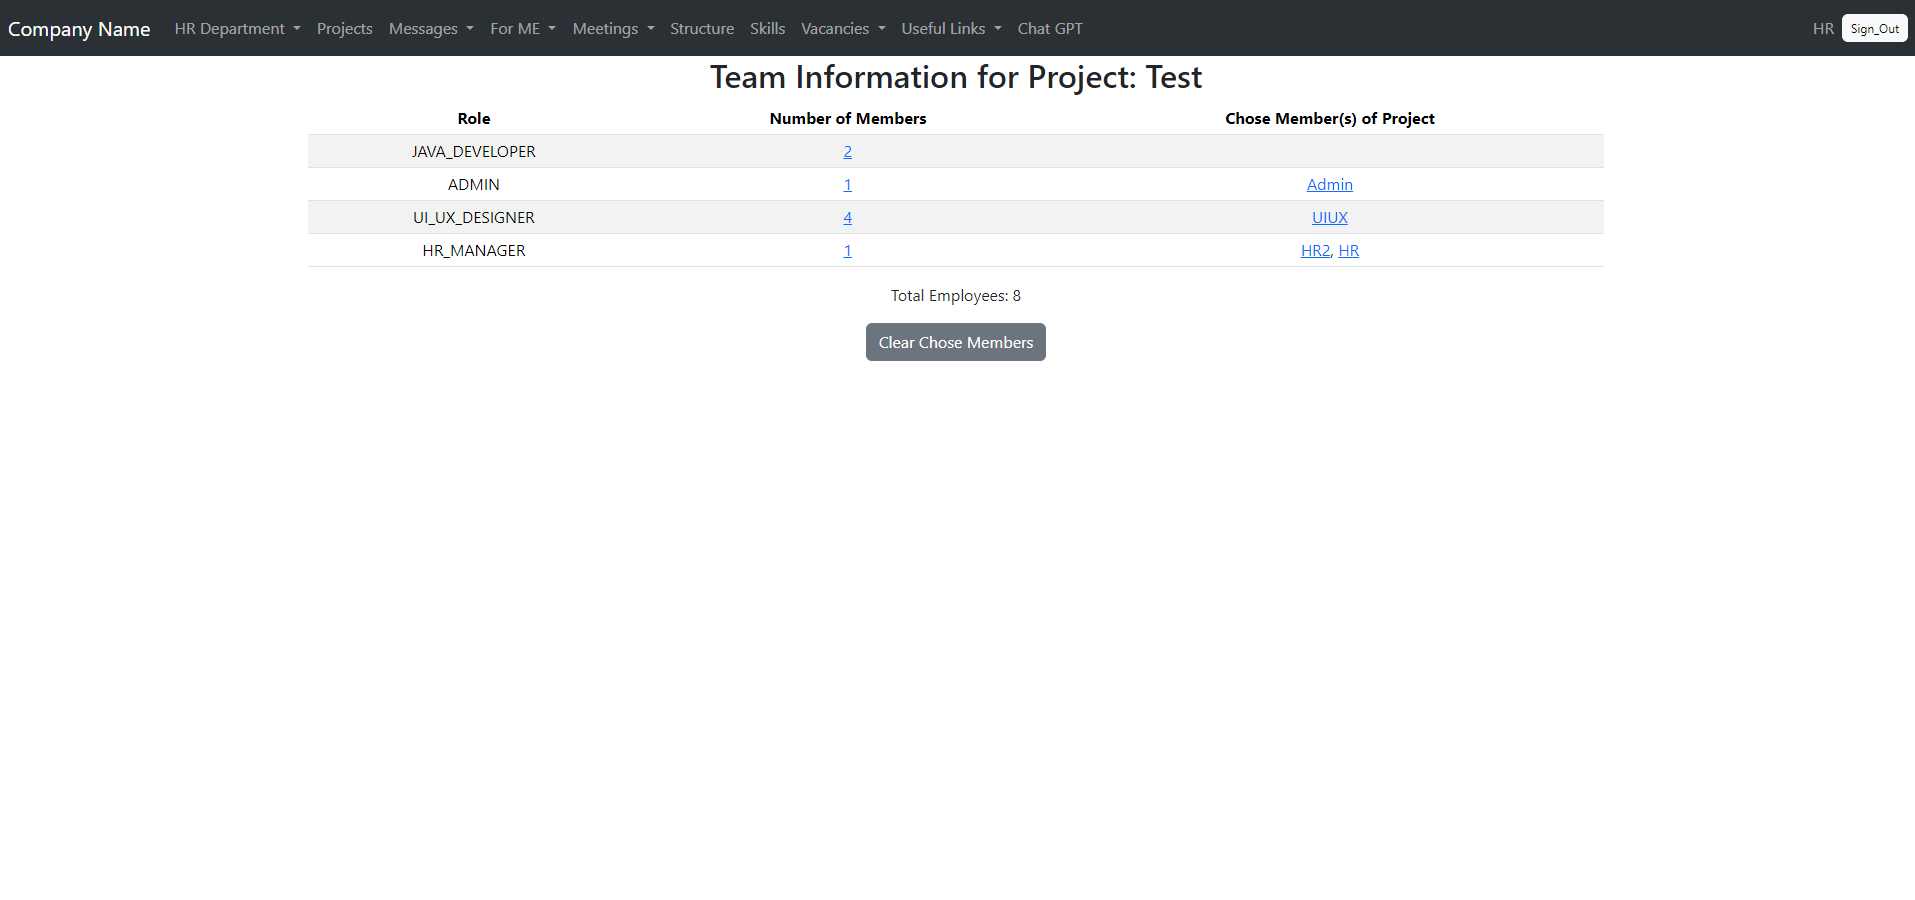 Company Name HR Department Projects Messages For ME Meetings Structure Skills Vacancies Useful Links Chat GPT HR Sign_Out
Team Information for Project: Test
Role Number of Members Chose Member(s) of Project
JAVA_DEVELOPER 2
ADMIN 1 Admin
UI_UX_DESIGNER 4 UIUX
HR_MANAGER 1 HR2, HR
Total Employees: 8
Clear Chose Members